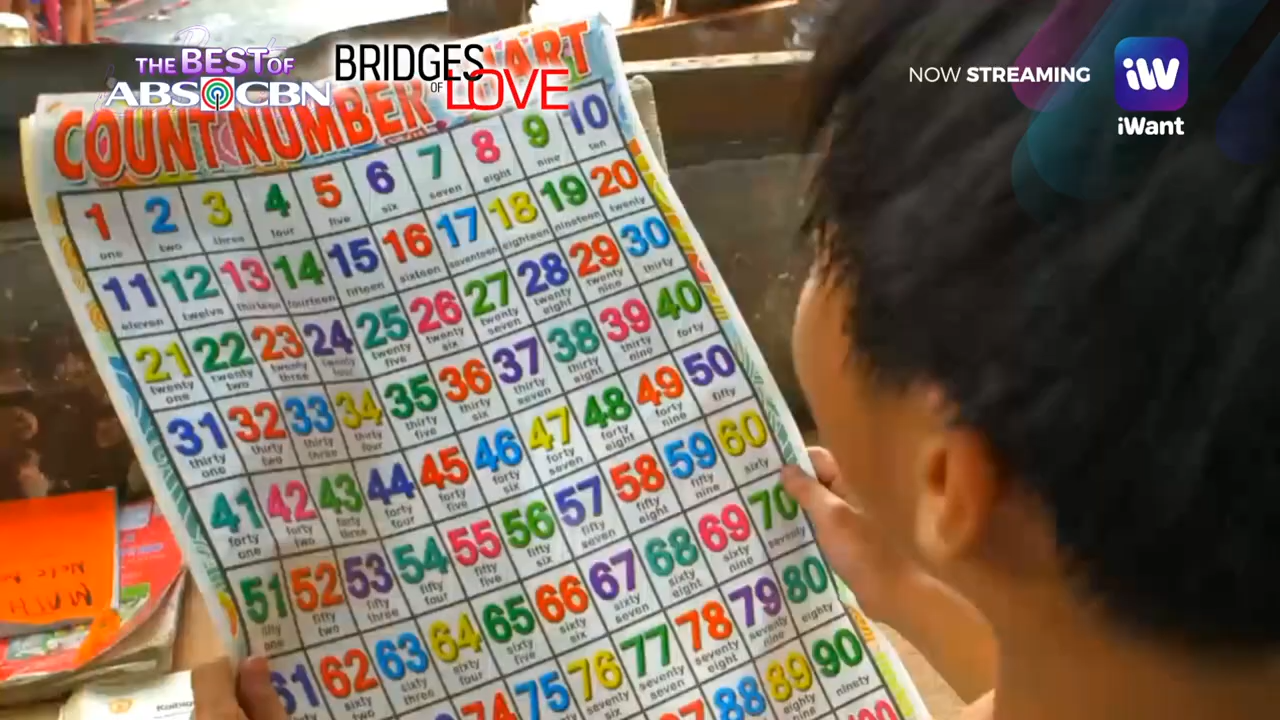 THE BEST OF
ABS CBN
BRIDGES
OF LOVE
NOW STREAMING
iW
iWant
COUNT NUMBER ART
1 2 3 4 5 6 7 8 9 10
one two three four five six seven eight nine ten
11 12 13 14 15 16 17 18 19 20
eleven twelve thirteen fourteen fifteen sixteen seventeen eighteen nineteen twenty
21 22 23 24 25 26 27 28 29 30
twenty one twenty two twenty three twenty four twenty five twenty six twenty seven twenty eight twenty nine thirty
31 32 33 34 35 36 37 38 39 40
thirty one thirty two thirty three thirty four thirty five thirty six thirty seven thirty eight thirty nine forty
41 42 43 44 45 46 47 48 49 50
forty one forty two forty three forty four forty five forty six forty seven forty eight forty nine fifty
51 52 53 54 55 56 57 58 59 60
fifty one fifty two fifty three fifty four fifty five fifty six fifty seven fifty eight fifty nine sixty
61 62 63 64 65 66 67 68 69 70
sixty two sixty three sixty four sixty five sixty six sixty seven sixty eight sixty nine seventy
74 75 76 77 78 79 80
seventy six seventy seven seventy eight seventy nine eighty
88 89 90
ninety
100